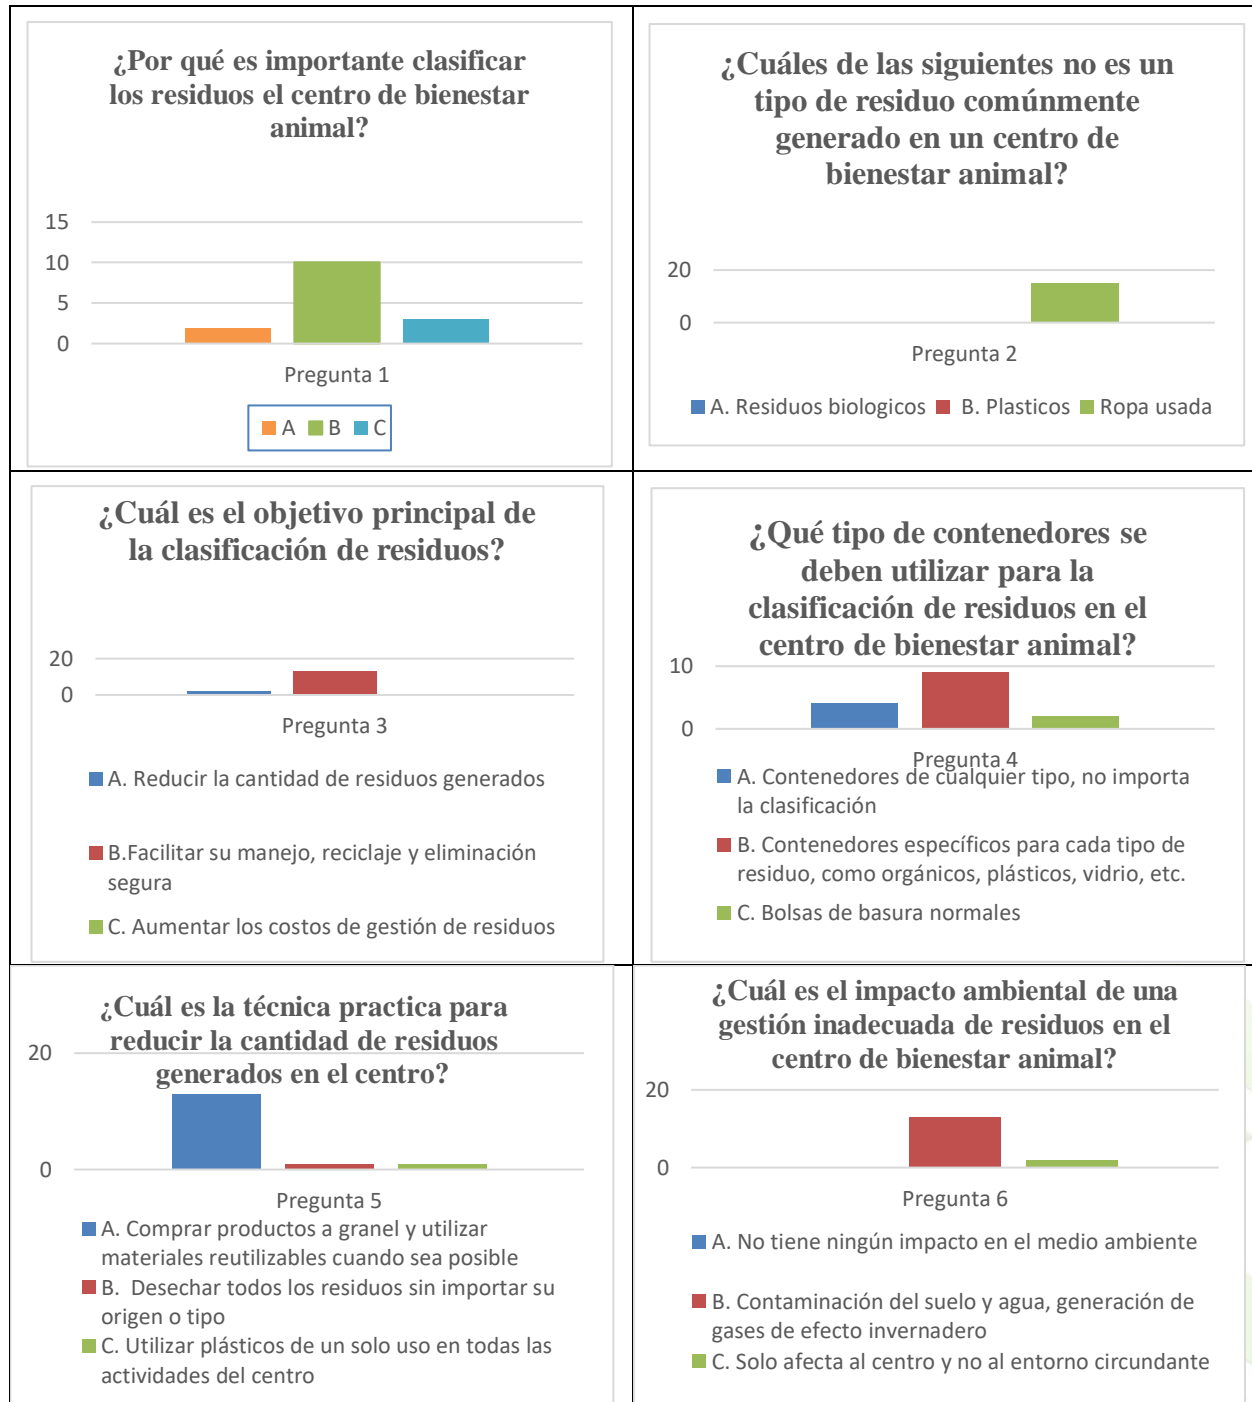 ¿Por qué es importante clasificar
los residuos el centro de bienestar
animal?
15
10
5
0
Pregunta 1
A B C
¿Cuáles de las siguientes no es un
tipo de residuo comúnmente
generado en un centro de
bienestar animal?
20
0
Pregunta 2
A. Residuos biologicos B. Plasticos Ropa usada
¿Cuál es el objetivo principal de
la clasificación de residuos?
20
0
Pregunta 3
A. Reducir la cantidad de residuos generados
B.Facilitar su manejo, reciclaje y eliminación
segura
C. Aumentar los costos de gestión de residuos
¿Qué tipo de contenedores se
deben utilizar para la
clasificación de residuos en el
centro de bienestar animal?
10
0
Pregunta 4
A. Contenedores de cualquier tipo, no importa
la clasificación
B. Contenedores específicos para cada tipo de
residuo, como orgánicos, plásticos, vidrio, etc.
C. Bolsas de basura normales
¿Cuál es la técnica practica para
reducir la cantidad de residuos
generados en el centro?
20
0
Pregunta 5
A. Comprar productos a granel y utilizar
materiales reutilizables cuando sea posible
B. Desechar todos los residuos sin importar su
origen o tipo
C. Utilizar plásticos de un solo uso en todas las
actividades del centro
¿Cuál es el impacto ambiental de una
gestión inadecuada de residuos en el
centro de bienestar animal?
20
0
Pregunta 6
A. No tiene ningún impacto en el medio ambiente
B. Contaminación del suelo y agua, generación de
gases de efecto invernadero
C. Solo afecta al centro y no al entorno circundante